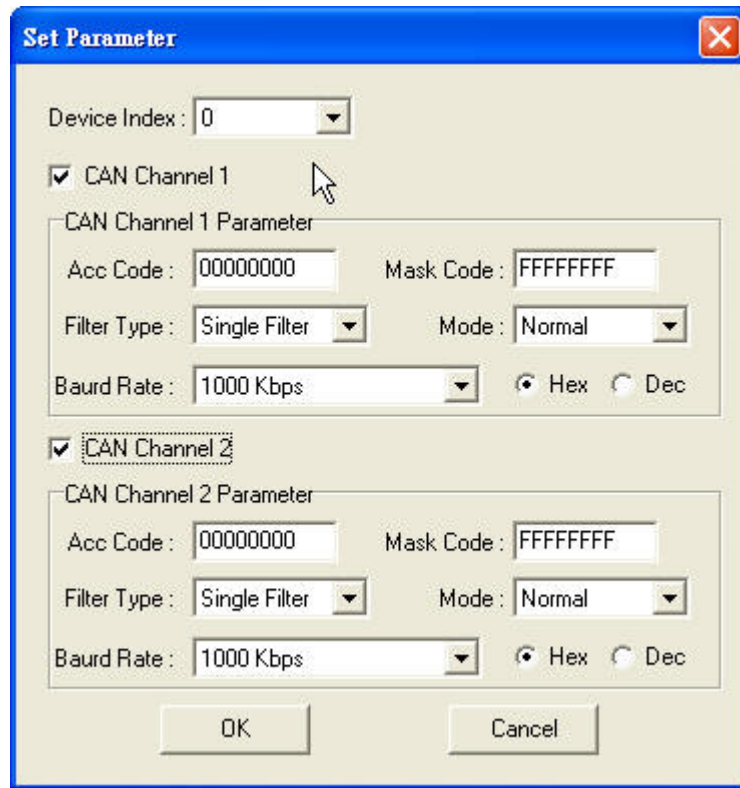 Set Parameter
Device Index : 0
CAN Channel 1
CAN Channel 1 Parameter
Acc Code : 00000000 Mask Code : FFFFFFFF
Filter Type : Single Filter Mode : Normal
Baurd Rate : 1000 Kbps Hex Dec
CAN Channel 2
CAN Channel 2 Parameter
Acc Code : 00000000 Mask Code : FFFFFFFF
Filter Type : Single Filter Mode : Normal
Baurd Rate : 1000 Kbps Hex Dec
OK Cancel